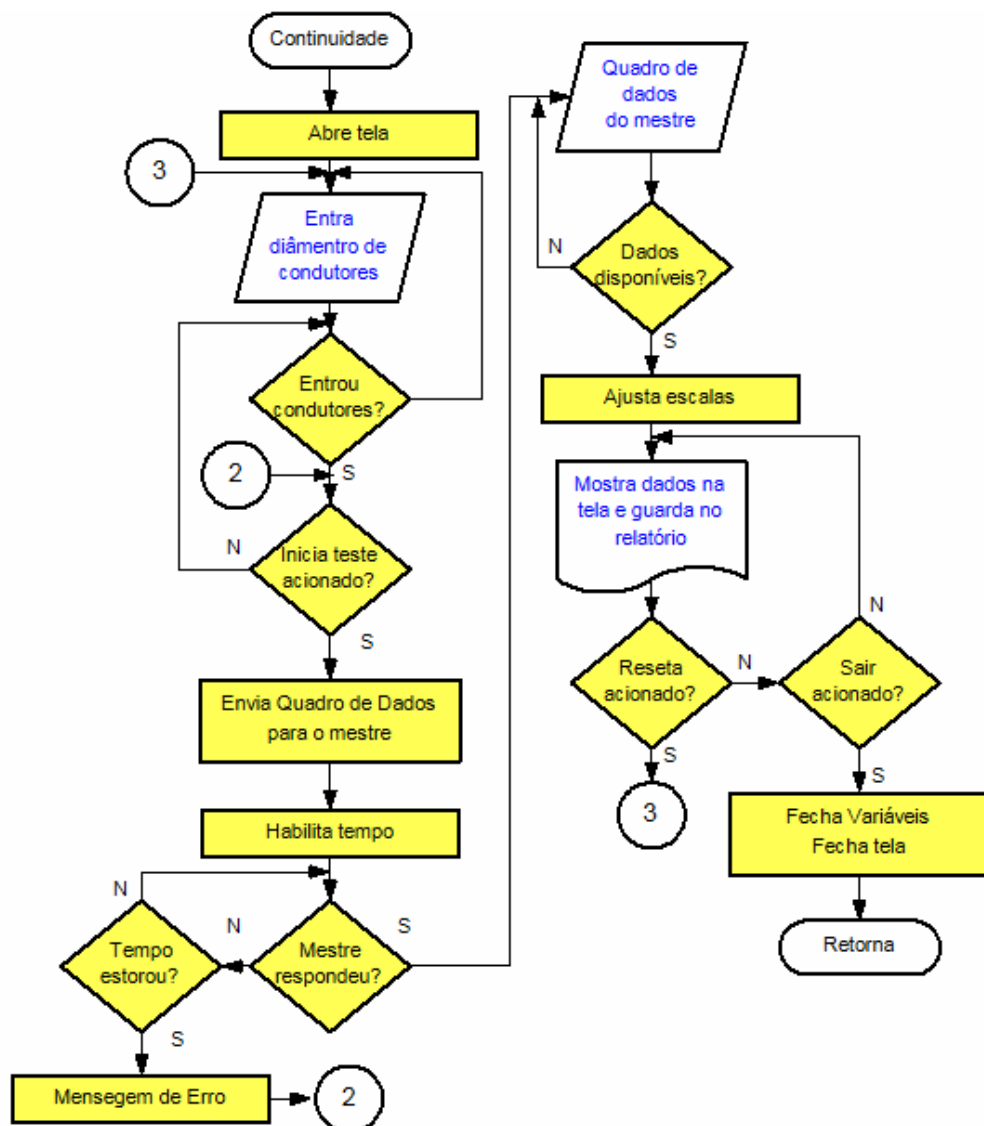 Continuidade
Abre tela
3
Entra
diâmentro de
condutores
Entrou
condutores?
2
S
N
Inicia teste
acionado?
S
Envia Quadro de Dados
para o mestre
Habilita tempo
N
N
S
Tempo
estorou?
Mestre
respondeu?
S
Mensegem de Erro
2
Quadro de
dados
do mestre
N
Dados
disponíveis?
S
Ajusta escalas
Mostra dados na
tela e guarda no
relatório
N
Reseta
acionado?
N
Sair
acionado?
S
S
3
Fecha Variáveis
Fecha tela
Retorna